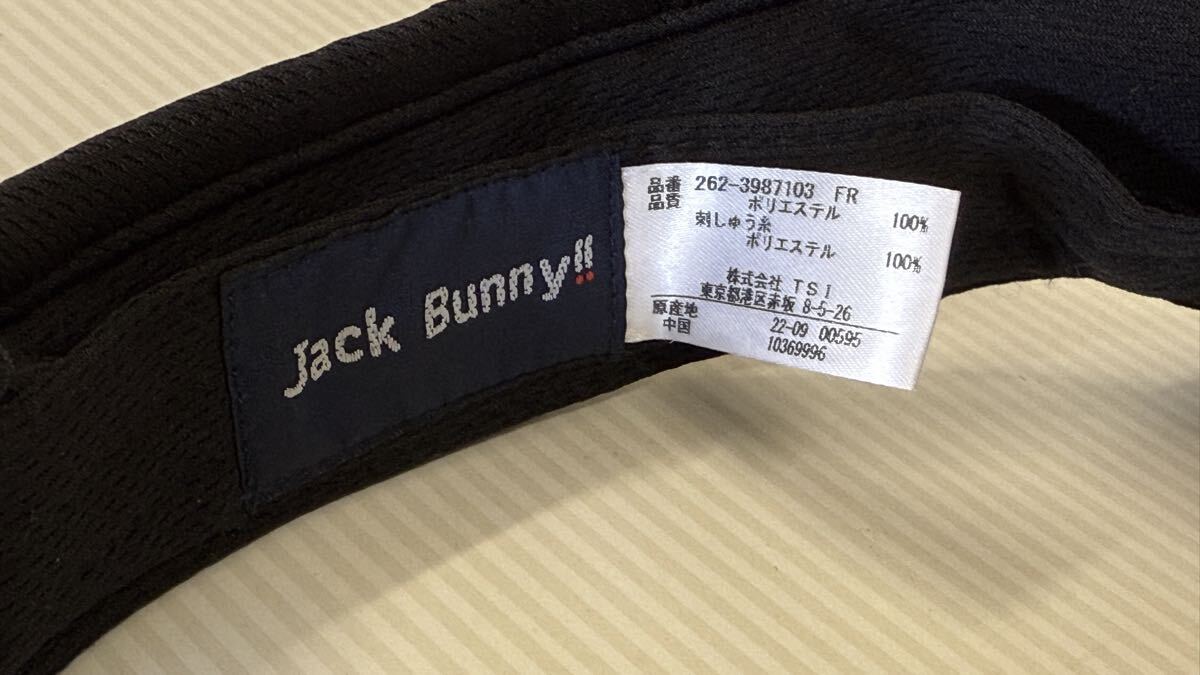 Jack Bunny!!
品番 262-3987103 FR
品質 ポリエステル 100%
刺しゅう糸
ポリエステル 100%
株式会社 TSI
東京都港区赤坂 8-5-26
原産地 22-09 00595
中国 10369996